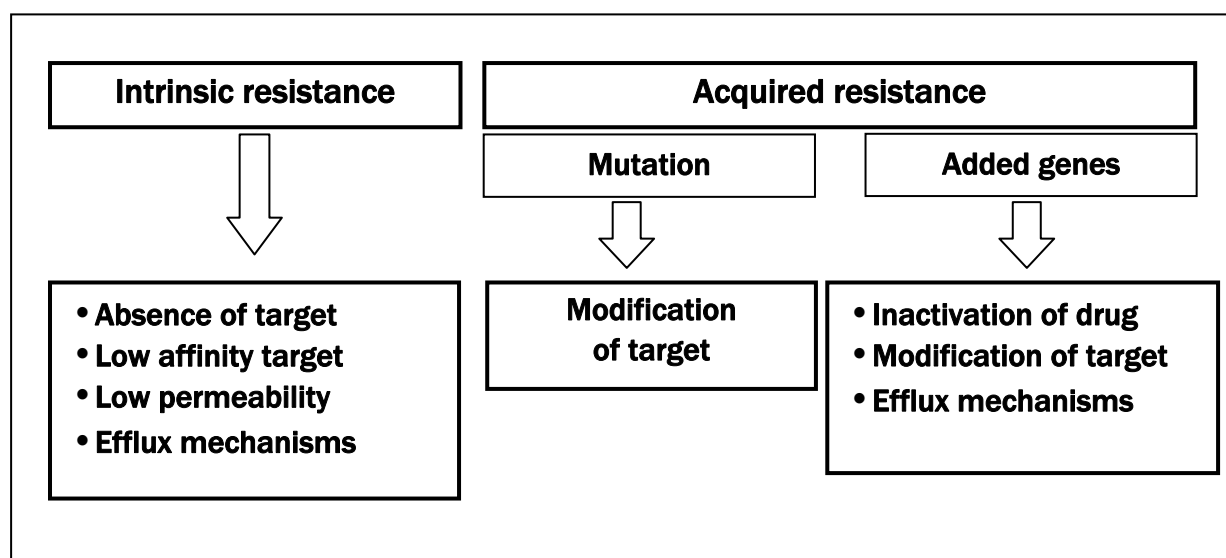 Intrinsic resistance
Acquired resistance
Mutation
Added genes
• Absence of target
• Low affinity target
• Low permeability
• Efflux mechanisms
Modification
of target
• Inactivation of drug
• Modification of target
• Efflux mechanisms